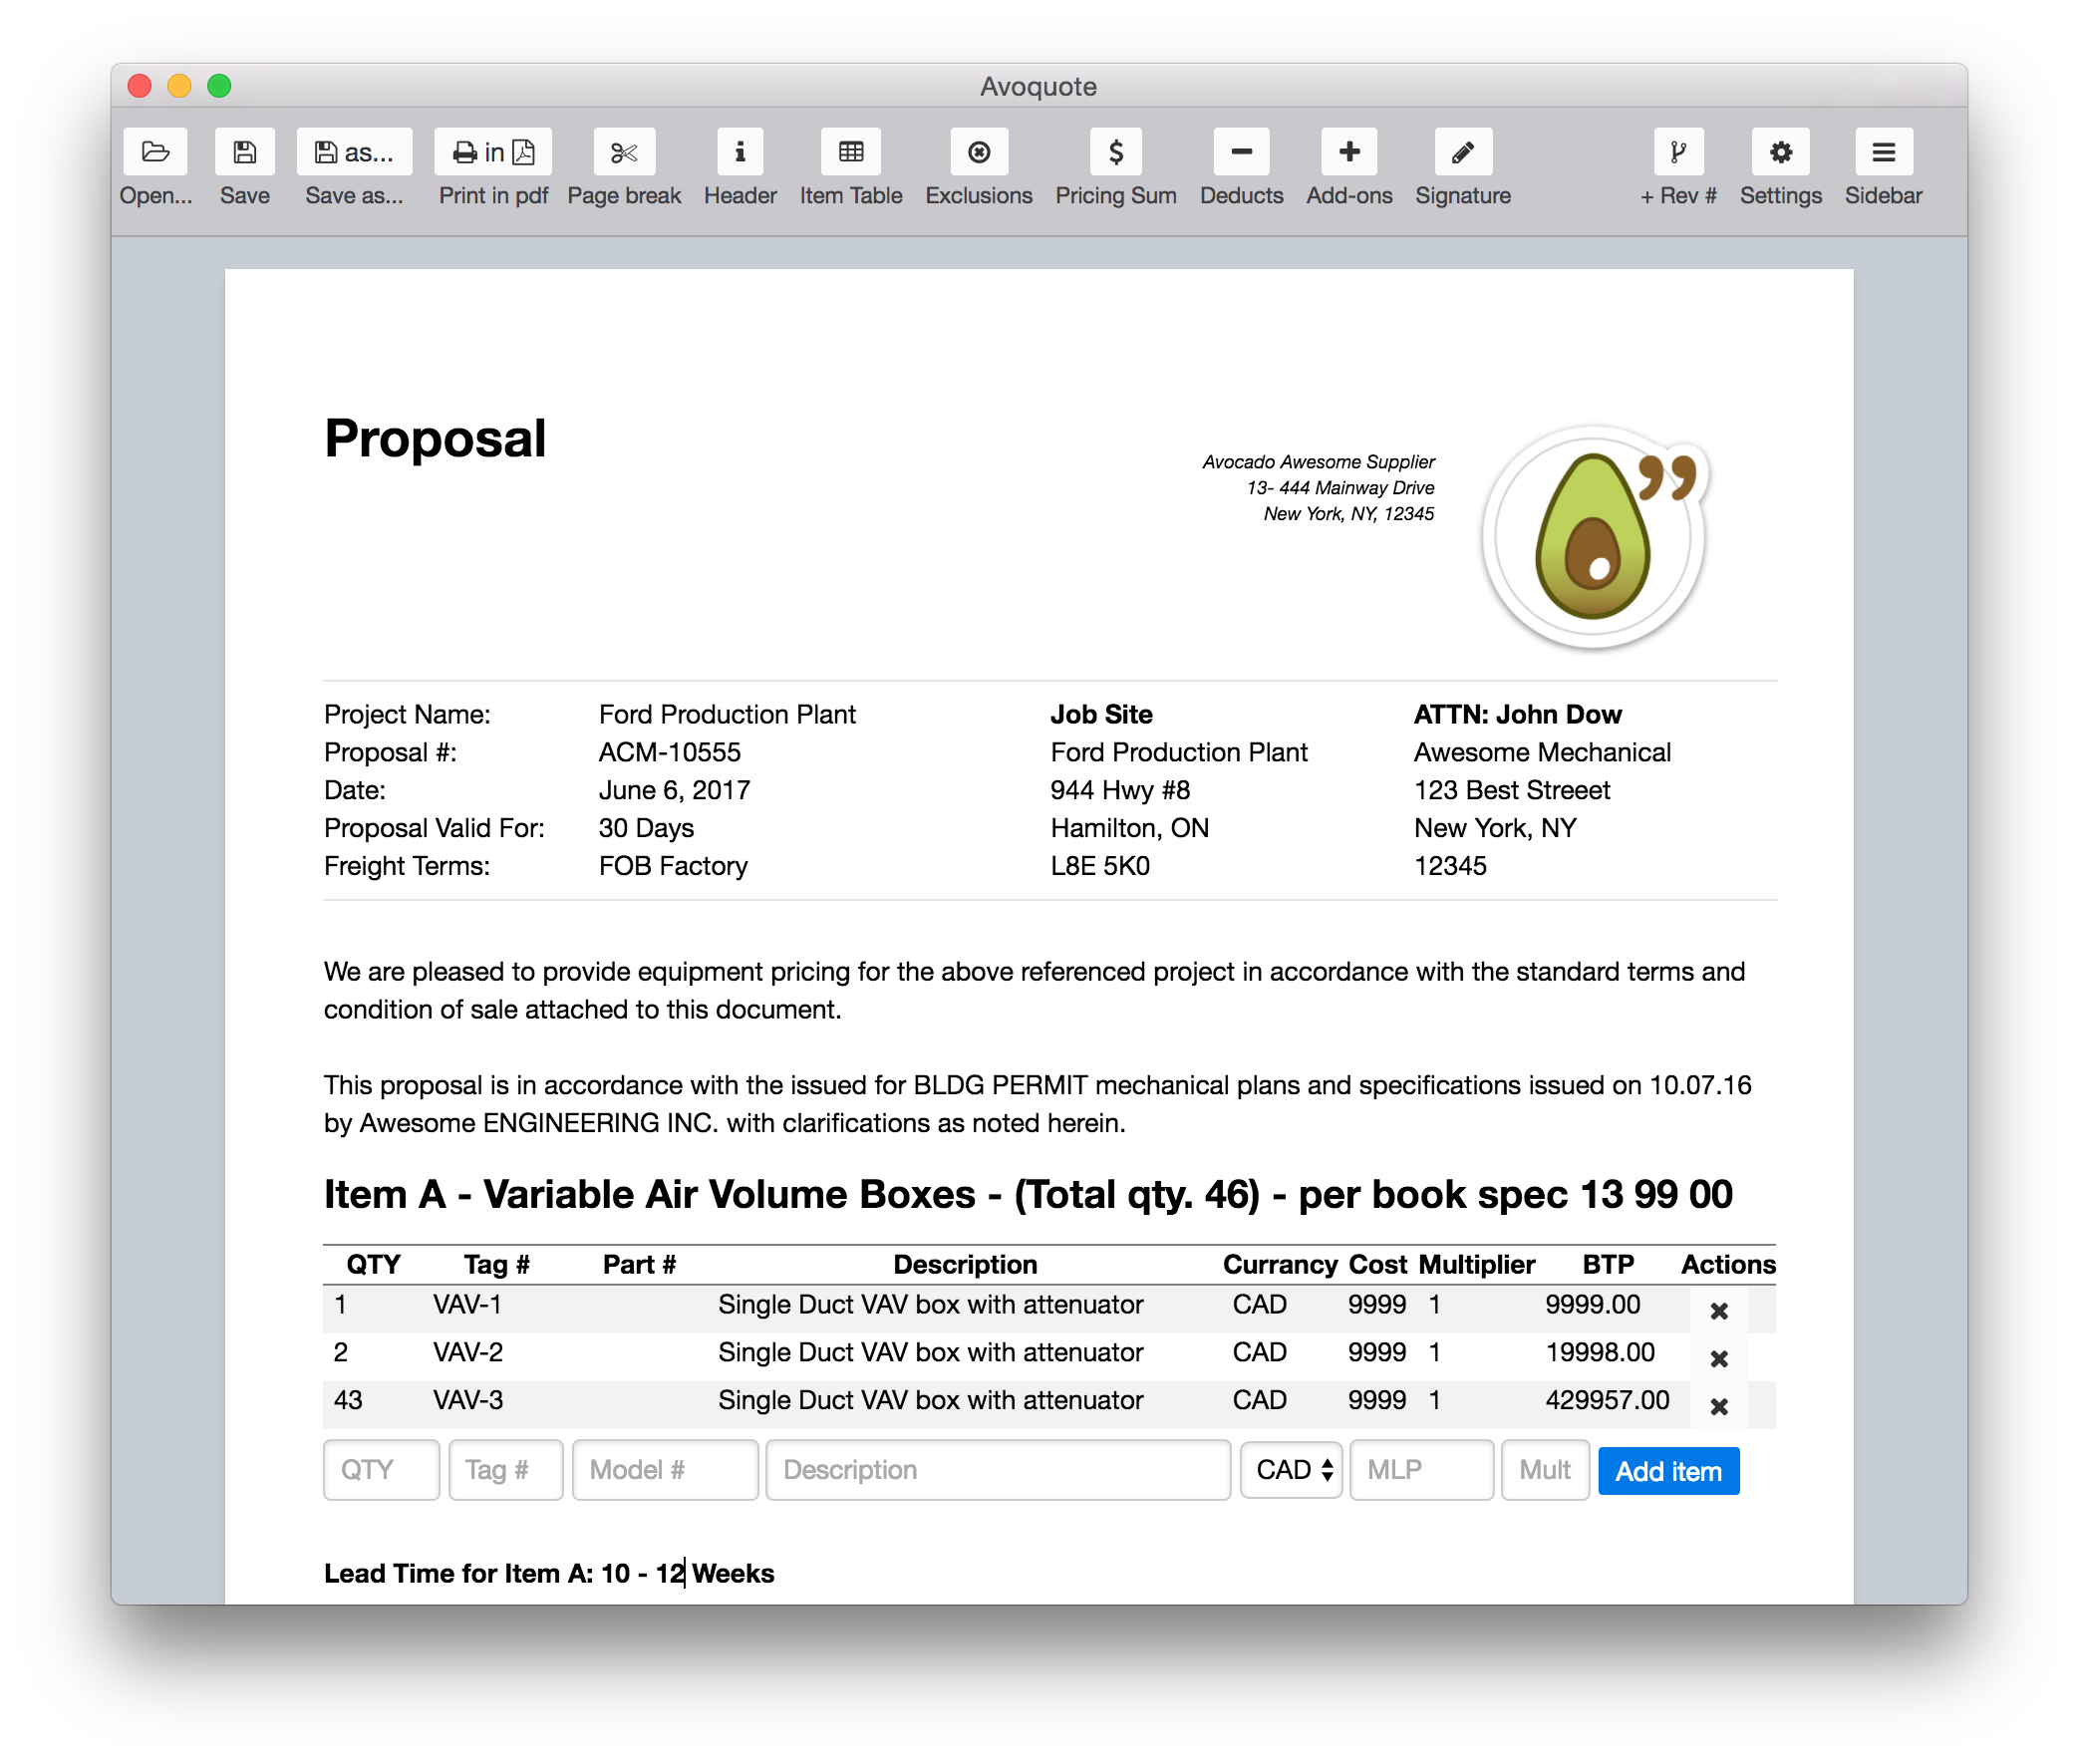 Avoquote
as... in
Open... Save Save as... Print in pdf Page break Header Item Table Exclusions Pricing Sum Deducts Add-ons Signature + Rev # Settings Sidebar
Proposal
Avocado Awesome Supplier
13- 444 Mainway Drive
New York, NY, 12345
Project Name: Ford Production Plant Job Site ATTN: John Dow
Proposal #: ACM-10555 Ford Production Plant Awesome Mechanical
Date: June 6, 2017 944 Hwy #8 123 Best Streeet
Proposal Valid For: 30 Days Hamilton, ON New York, NY
Freight Terms: FOB Factory L8E 5K0 12345
We are pleased to provide equipment pricing for the above referenced project in accordance with the standard terms and
condition of sale attached to this document.
This proposal is in accordance with the issued for BLDG PERMIT mechanical plans and specifications issued on 10.07.16
by Awesome ENGINEERING INC. with clarifications as noted herein.
Item A - Variable Air Volume Boxes - (Total qty. 46) - per book spec 13 99 00
QTY Tag # Part # Description Currancy Cost Multiplier BTP Actions
1 VAV-1 Single Duct VAV box with attenuator CAD 9999 1 9999.00
2 VAV-2 Single Duct VAV box with attenuator CAD 9999 1 19998.00
43 VAV-3 Single Duct VAV box with attenuator CAD 9999 1 429957.00
QTY Tag # Model # Description CAD MLP Mult Add item
Lead Time for Item A: 10 - 12 Weeks